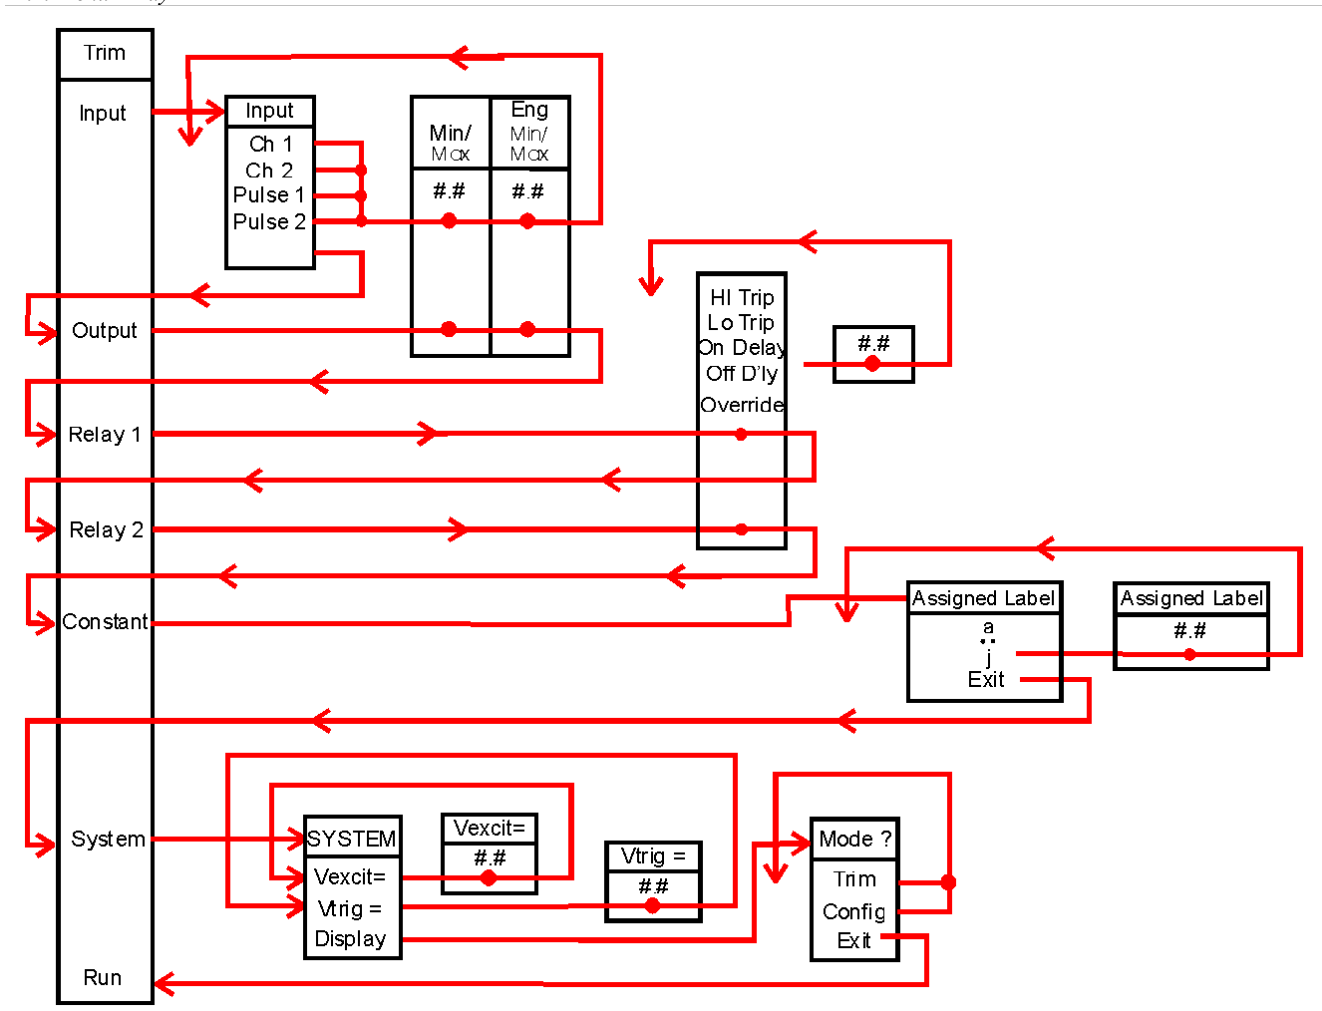 Trim
Input
Input
Ch 1
Ch 2
Pulse 1
Pulse 2
Min/
Max
#.#
Eng
Min/
Max
#.#
Output
HI Trip
Lo Trip
On Delay
Off D'ly
Override
#.#
Relay 1
Relay 2
Constant
Assigned Label
a
..
j
Exit
Assigned Label
#.#
System
SYSTEM
Vexcit=
Vtrig =
Display
Vexcit=
#.#
Vtrig =
#.#
Mode ?
Trim
Config
Exit
Run